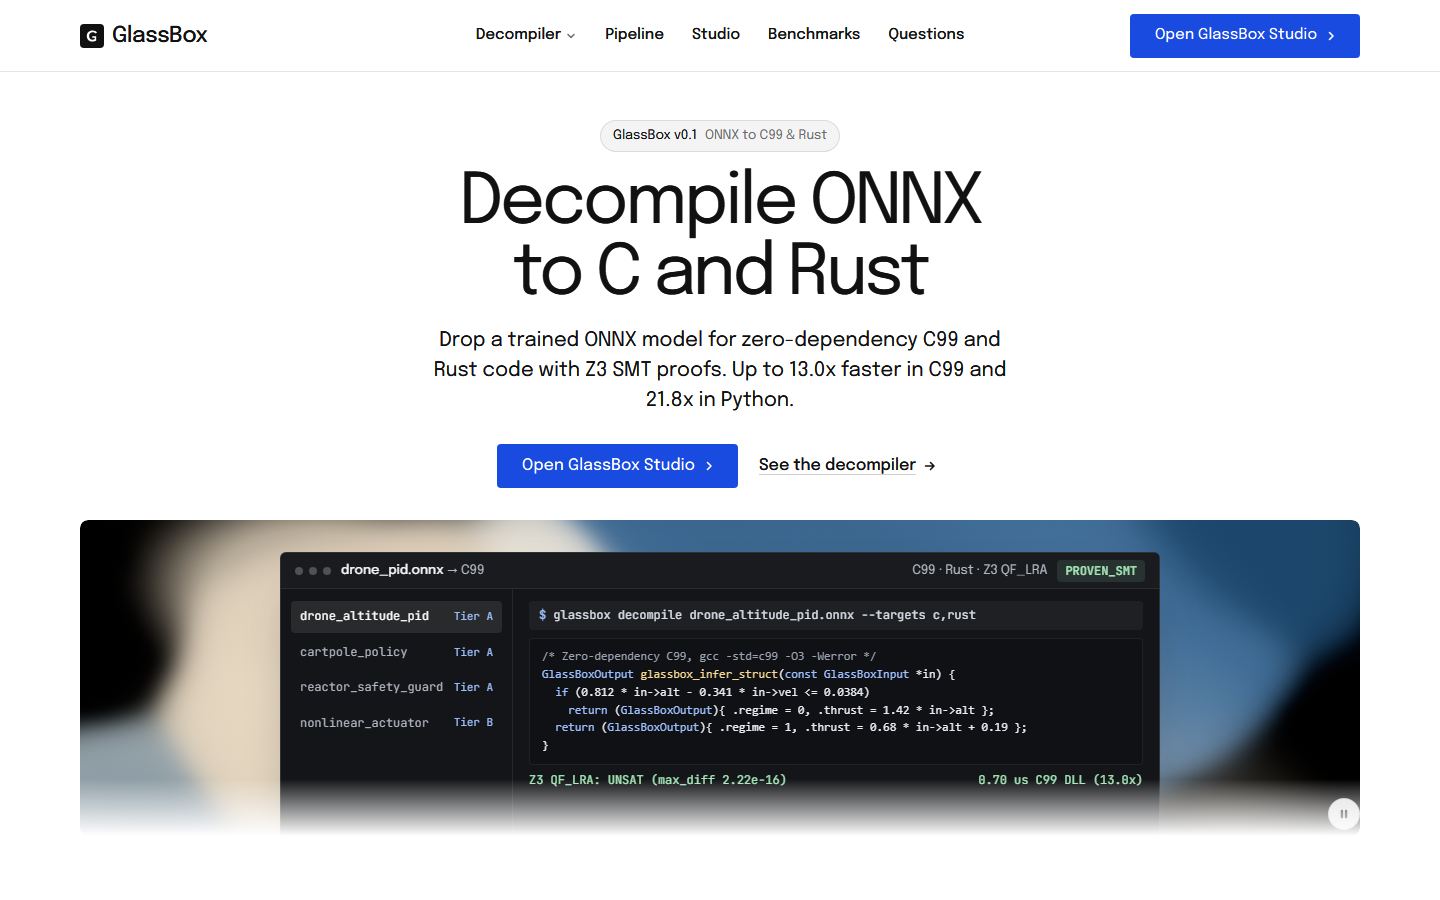 G GlassBox
Decompiler Pipeline Studio Benchmarks Questions
Open GlassBox Studio
GlassBox v0.1 ONNX to C99 & Rust
Decompile ONNX
to C and Rust
Drop a trained ONNX model for zero-dependency C99 and
Rust code with Z3 SMT proofs. Up to 13.0x faster in C99 and
21.8x in Python.
Open GlassBox Studio
See the decompiler →
drone_pid.onnx → C99
C99 · Rust · Z3 QF_LRA PROVEN_SMT
drone_altitude_pid Tier A
cartpole_policy Tier A
reactor_safety_guard Tier A
nonlinear_actuator Tier B
$ glassbox decompile drone_altitude_pid.onnx --targets c,rust
/* Zero-dependency C99, gcc -std=c99 -O3 -Werror */
GlassBoxOutput glassbox_infer_struct(const GlassBoxInput *in) {
if (0.812 * in->alt - 0.341 * in->vel <= 0.0384)
return (GlassBoxOutput){ .regime = 0, .thrust = 1.42 * in->alt };
return (GlassBoxOutput){ .regime = 1, .thrust = 0.68 * in->alt + 0.19 };
}
Z3 QF_LRA: UNSAT (max_diff 2.22e-16)
0.70 us C99 DLL (13.0x)